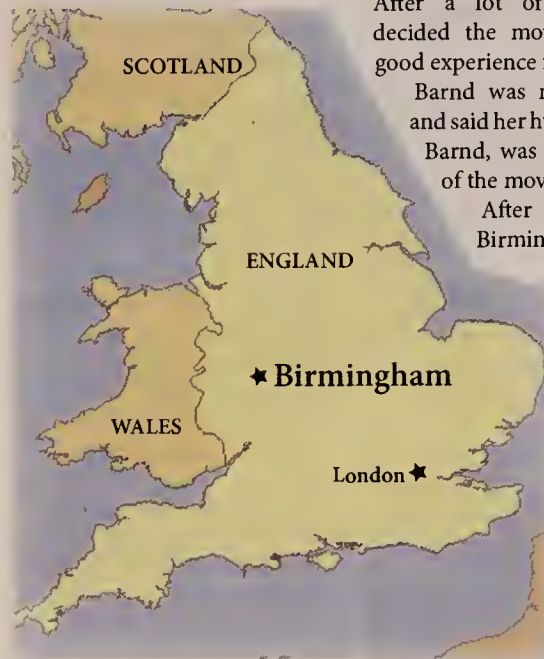 After a lot of
decided the mov
good experience
Barnd was
and said her
Barnd, was
of the mov
After
Birmin
SCOTLAND
ENGLAND
Birmingham
WALES
London